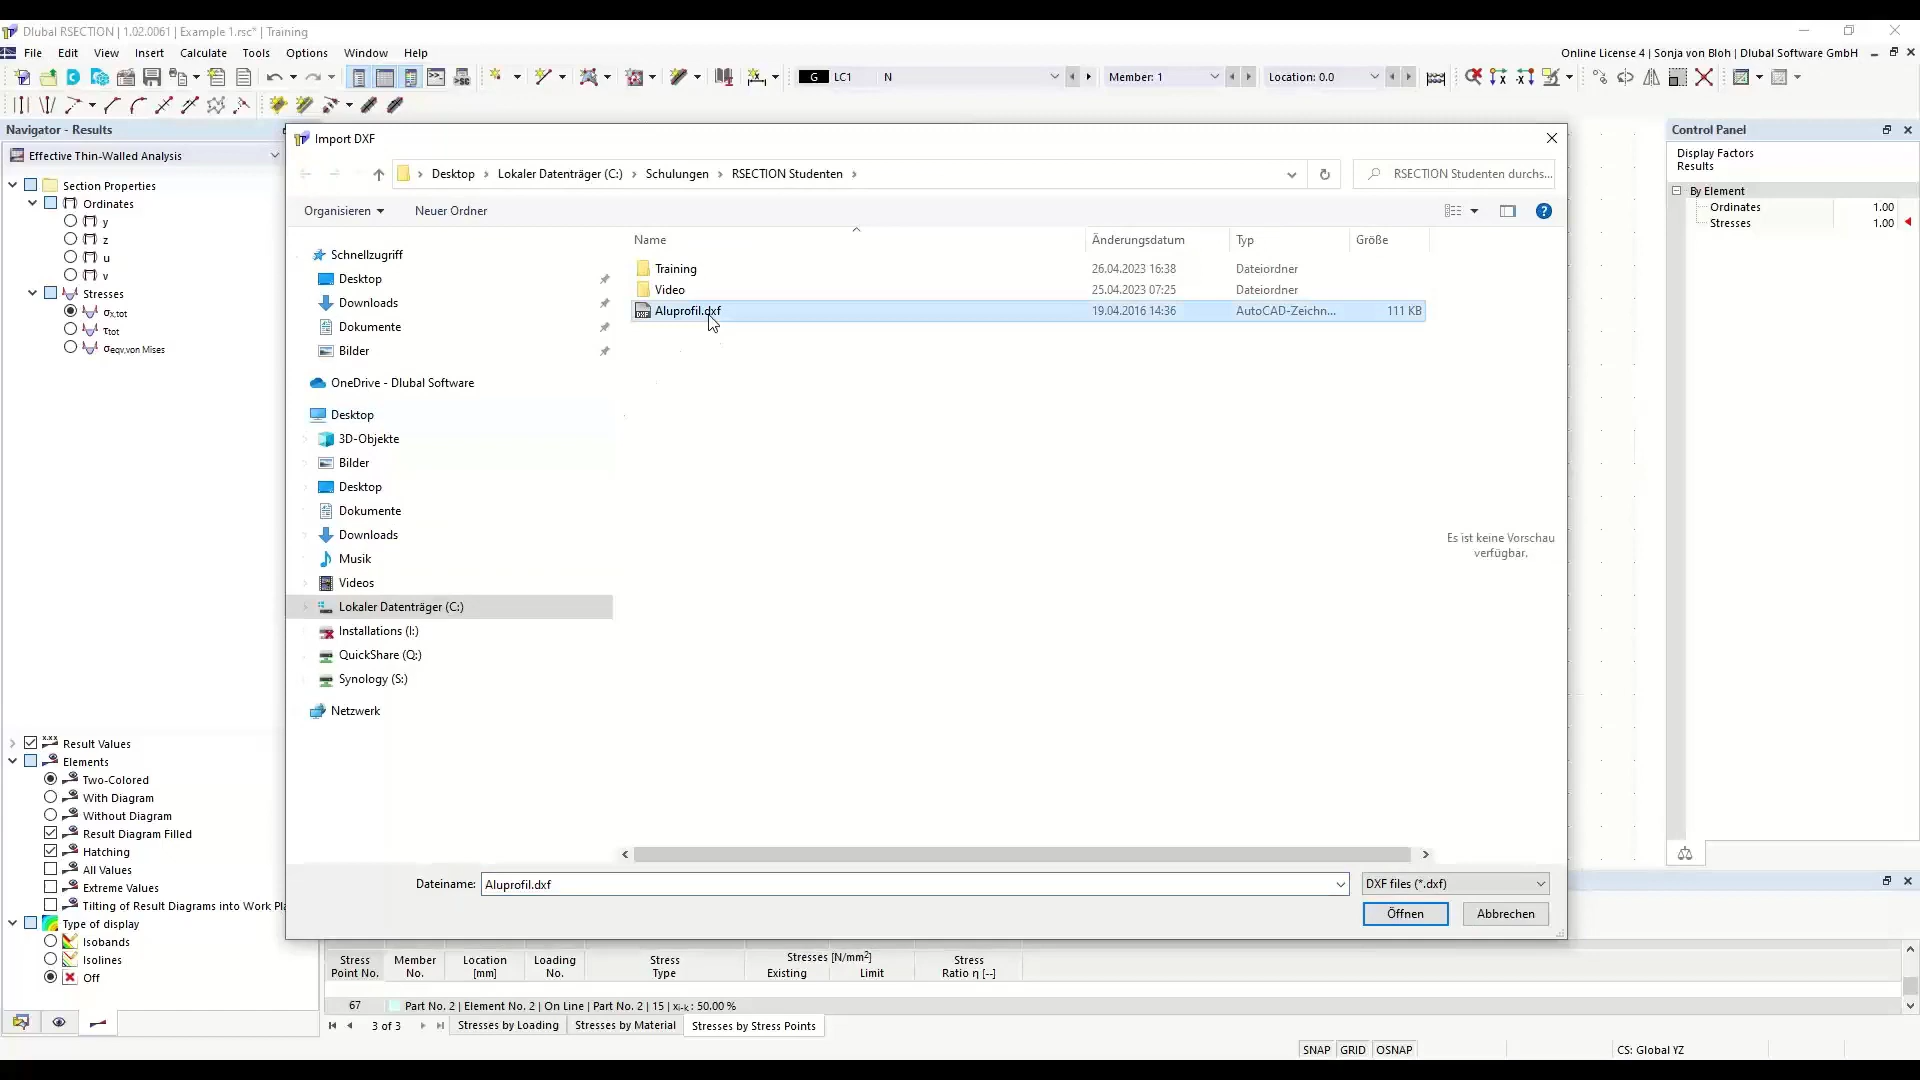 Dlubal RSECTION | 1.02.0061 | Example 1.rsc* | Training
File Edit View Insert Calculate Tools Options Window Help
Online License 4 | Sonja von Bloh | Dlubal Software GmbH
G LC1 N Member: 1 Location: 0.0
Navigator - Results
Effective Thin-Walled Analysis
Section Properties
Ordinates
y
z
u
v
Stresses
σx,tot
τtot
σeqv,von Mises
x.xx Result Values
Elements
Two-Colored
With Diagram
Without Diagram
Result Diagram Filled
Hatching
All Values
Extreme Values
Tilting of Result Diagrams into Work Pl
Type of display
Isobands
Isolines
Off
Import DXF
Desktop › Lokaler Datenträger (C:) › Schulungen › RSECTION Studenten ›
RSECTION Studenten durchs...
Organisieren Neuer Ordner
Schnellzugriff
Desktop
Downloads
Dokumente
Bilder
OneDrive - Dlubal Software
Desktop
3D-Objekte
Bilder
Desktop
Dokumente
Downloads
Musik
Videos
Lokaler Datenträger (C:)
Installations (I:)
QuickShare (Q:)
Synology (S:)
Netzwerk
Name Änderungsdatum Typ Größe
Training 26.04.2023 16:38 Dateiordner
Video 25.04.2023 07:25 Dateiordner
Aluprofil.dxf 19.04.2016 14:36 AutoCAD-Zeichn... 111 KB
Es ist keine Vorschau
verfügbar.
Dateiname: Aluprofil.dxf DXF files (*.dxf)
Öffnen Abbrechen
Control Panel
Display Factors
Results
By Element
Ordinates 1.00
Stresses 1.00
Stress Member Location Loading Stress Stresses [N/mm²] Stress
Point No. No. [mm] No. Type Existing Limit Ratio η [--]
67 Part No. 2 | Element No. 2 | On Line | Part No. 2 | 15 | xi-k : 50.00 %
3 of 3 Stresses by Loading Stresses by Material Stresses by Stress Points
SNAP GRID OSNAP CS: Global YZ